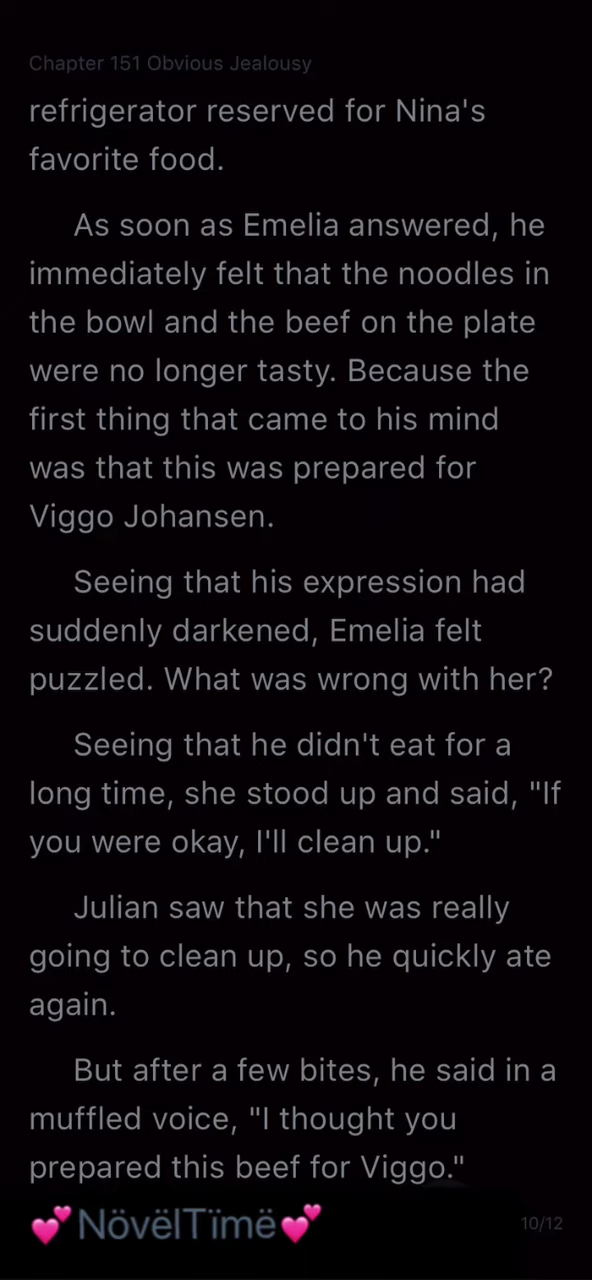 Chapter 151 Obvious Jealousy
refrigerator reserved for Nina's
favorite food.
As soon as Emelia answered, he
immediately felt that the noodles in
the bowl and the beef on the plate
were no longer tasty. Because the
first thing that came to his mind
was that this was prepared for
Viggo Johansen.
Seeing that his expression had
suddenly darkened, Emelia felt
puzzled. What was wrong with her?
Seeing that he didn't eat for a
long time, she stood up and said, "If
you were okay, I'll clean up."
Julian saw that she was really
going to clean up, so he quickly ate
again.
But after a few bites, he said in a
muffled voice, "I thought you
prepared this beef for Viggo."
💕NövëlTïmë💕
10/12